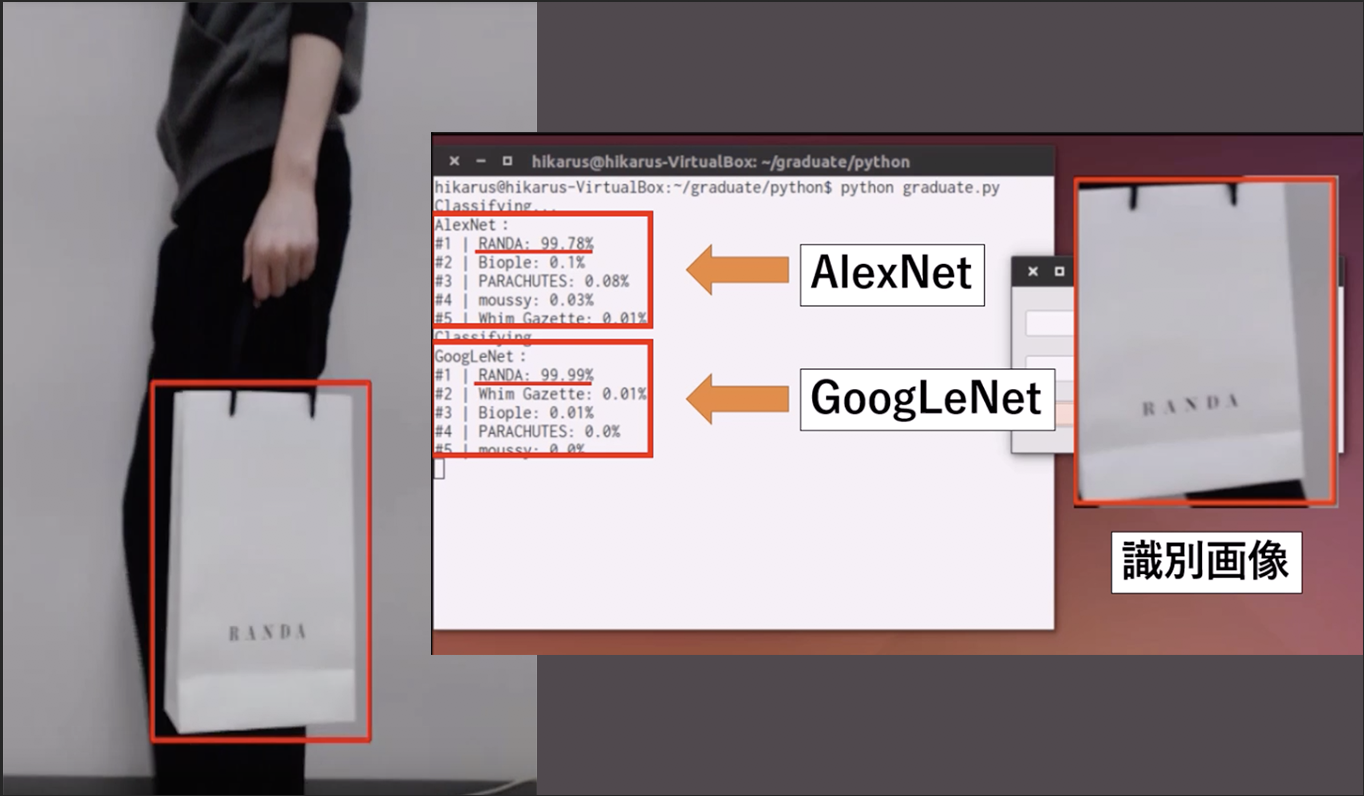 RANDA
hikarus@hikarus-VirtualBox: ~/graduate/python
hikarus@hikarus-VirtualBox:~/graduate/python$ python graduate.py
Classifying...
AlexNet :
#1 | RANDA: 99.78%
#2 | Biople: 0.1%
#3 | PARACHUTES: 0.08%
#4 | moussy: 0.03%
#5 | Whim Gazette: 0.01%
Classifying...
GoogLeNet :
#1 | RANDA: 99.99%
#2 | Whim Gazette: 0.01%
#3 | Biople: 0.01%
#4 | PARACHUTES: 0.0%
#5 | moussy: 0.0%
AlexNet
GoogLeNet
RANDA
識別画像